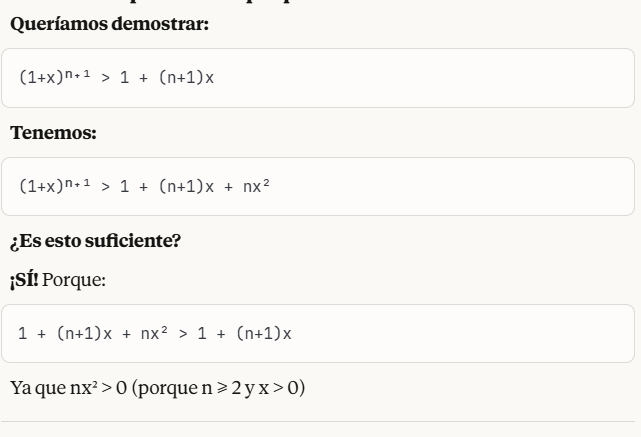 Queríamos demostrar:
(1+x)ⁿ⁺¹ > 1 + (n+1)x
Tenemos:
(1+x)ⁿ⁺¹ > 1 + (n+1)x + nx²
¿Es esto suficiente?
¡SÍ! Porque:
1 + (n+1)x + nx² > 1 + (n+1)x
Ya que nx² > 0 (porque n ⩾ 2 y x > 0)